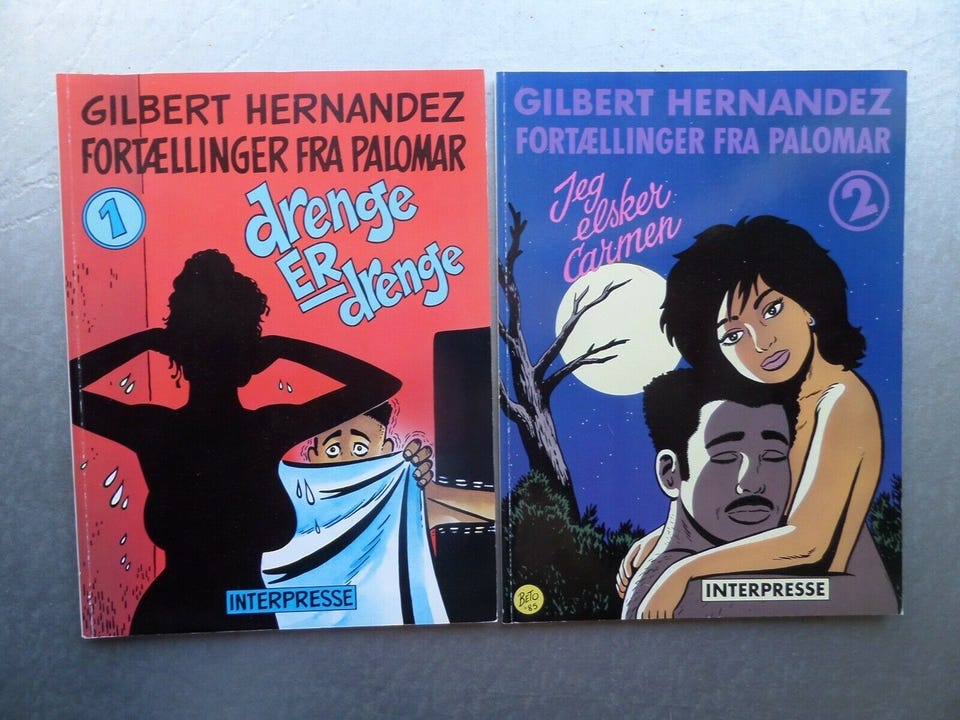 GILBERT HERNANDEZ
FORTÆLLINGER FRA PALOMAR
1
drenge
ER
drenge
INTERPRESSE
GILBERT HERNANDEZ
FORTÆLLINGER FRA PALOMAR
2
Jeg
elsker
Carmen
BETO
-85
INTERPRESSE